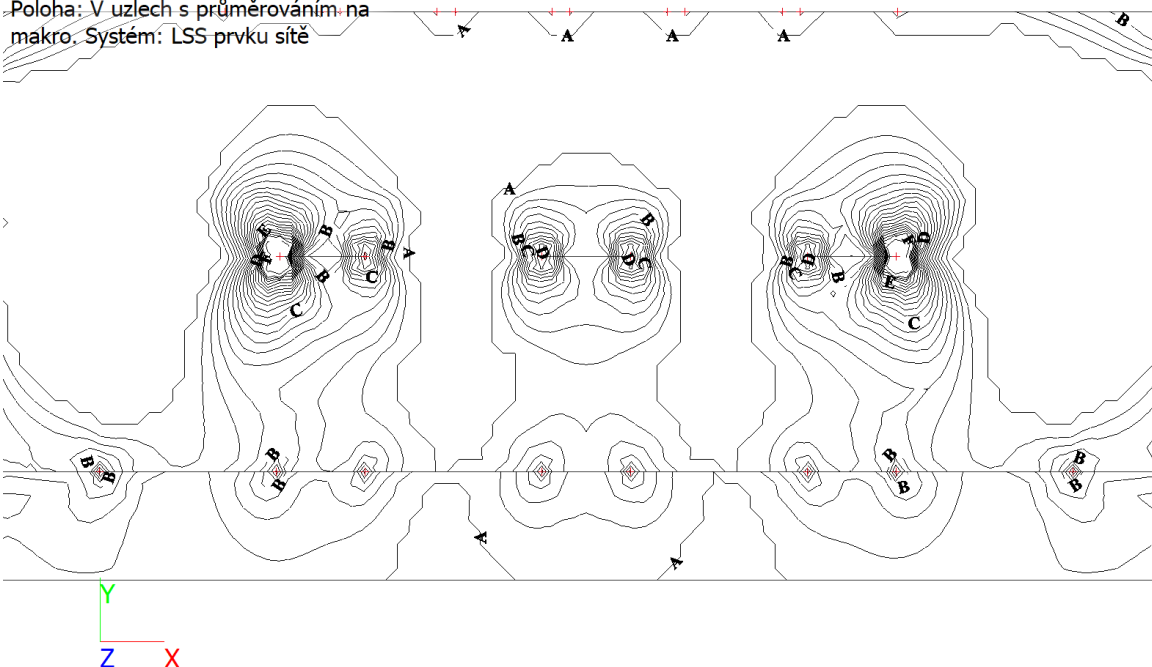 Poloha: V uzlech s průměrováním na
makro. Systém: LSS prvku sítě
B
A A A A
A B
B B A
B C D D C
E B B A
B C
C
B C D B
F D E
C
B B
B B
B B
B B
A A
Y
Z X